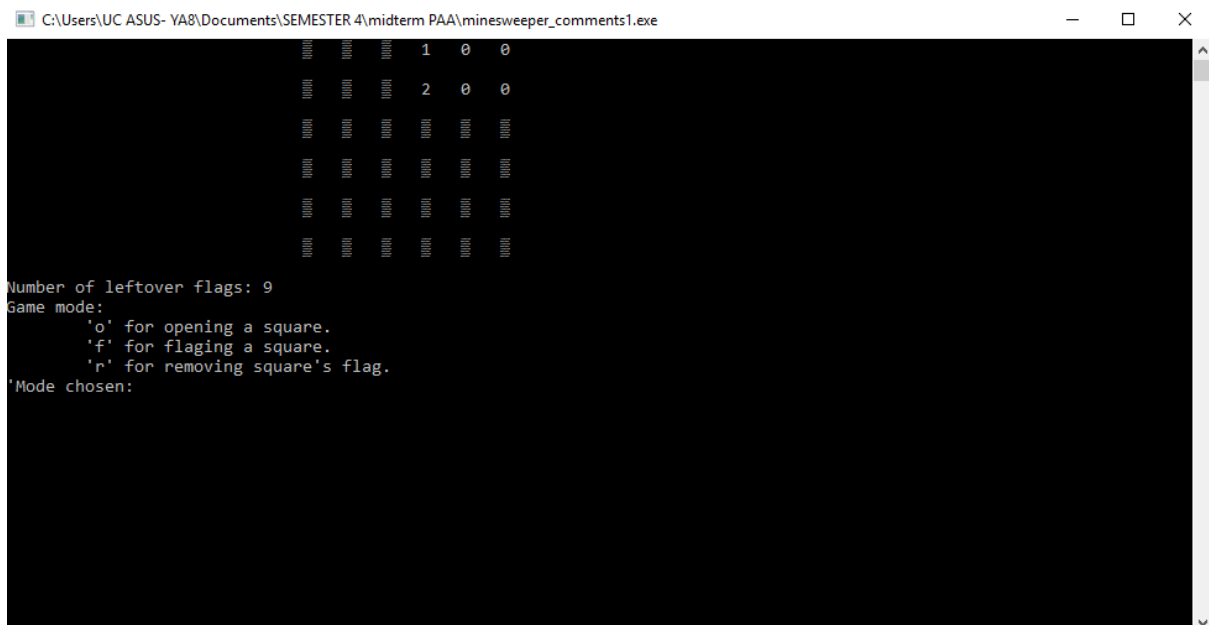 C:\Users\UC ASUS- YA8\Documents\SEMESTER 4\midterm PAA\minesweeper_comments1.exe
1 0 0
2 0 0
Number of leftover flags: 9
Game mode:
'o' for opening a square.
'f' for flaging a square.
'r' for removing square's flag.
'Mode chosen: